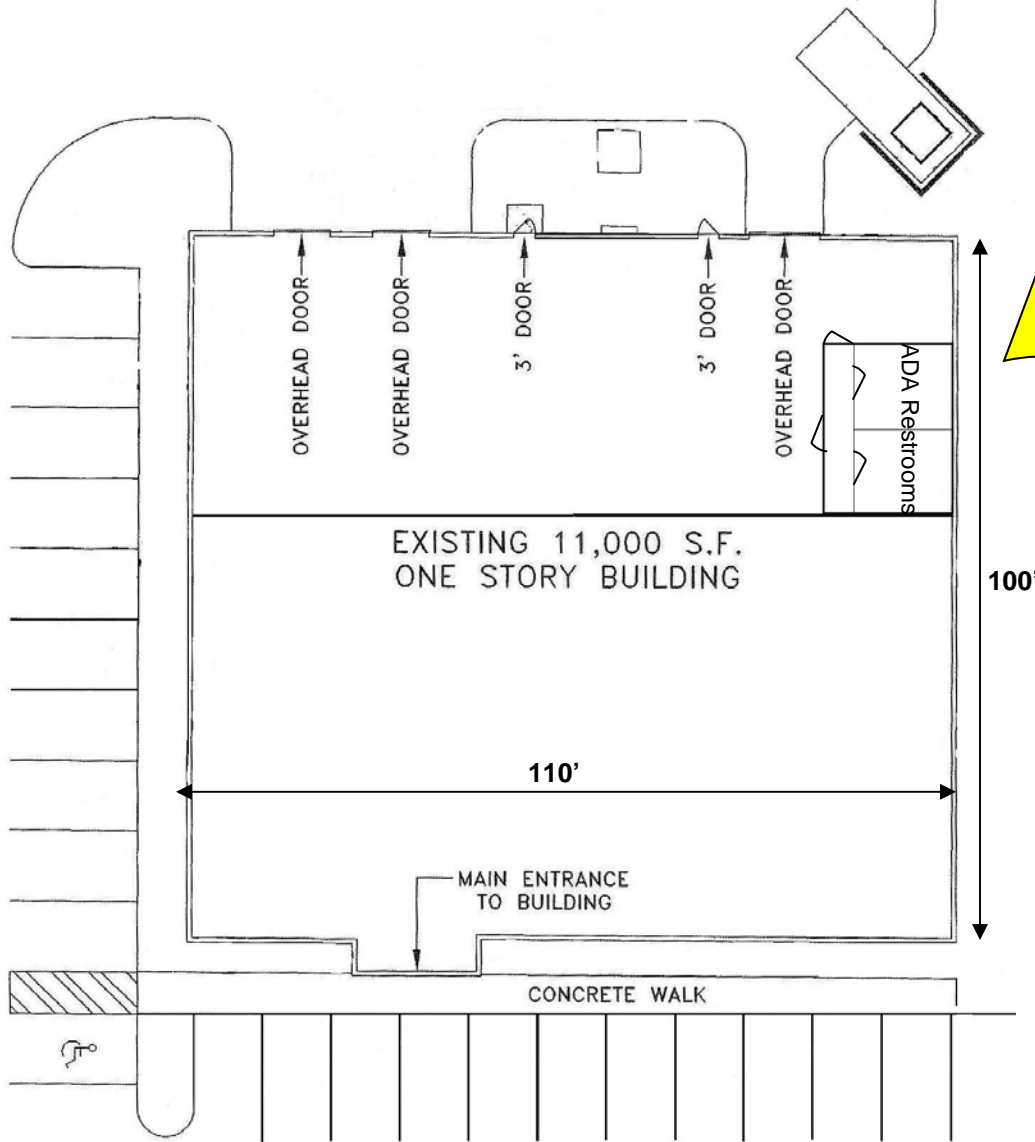 OVERHEAD DOOR
OVERHEAD DOOR
3' DOOR
3' DOOR
OVERHEAD DOOR
ADA Restrooms
EXISTING 11,000 S.F.
ONE STORY BUILDING
100'
110’
MAIN ENTRANCE
TO BUILDING
CONCRETE WALK